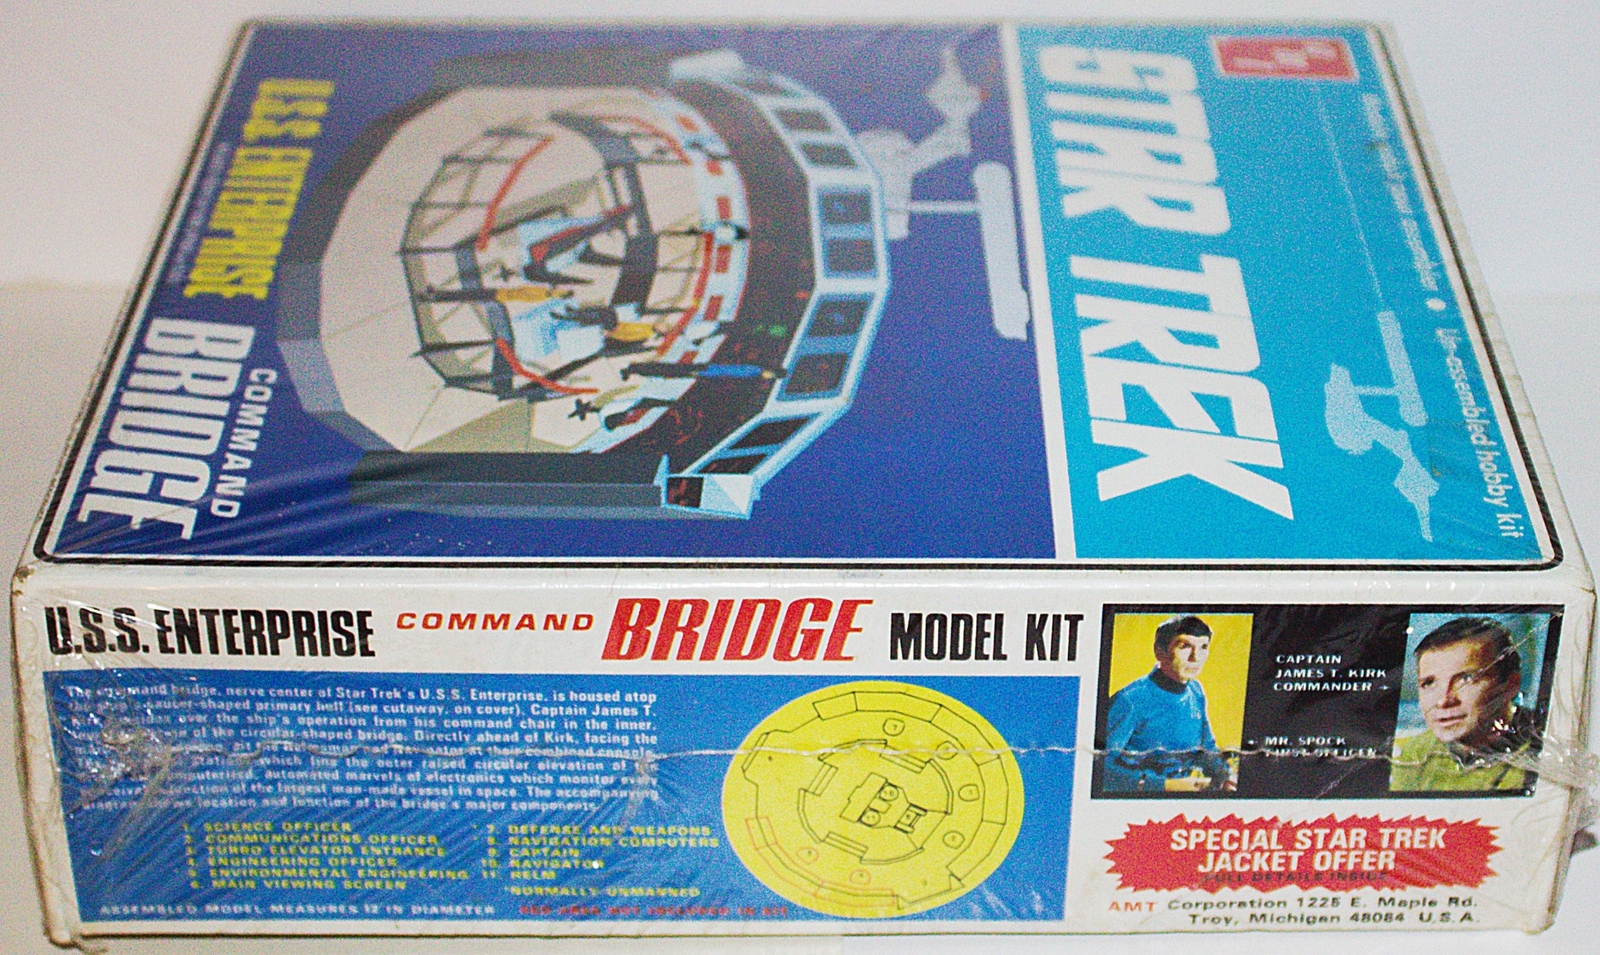 STAR TREK
U.S.S. ENTERPRISE
COMMAND
BRIDGE
Un-assembled hobby kit
U.S.S. ENTERPRISE COMMAND BRIDGE MODEL KIT
The command bridge, nerve center of Star Trek's U.S.S. Enterprise, is housed atop
saucer-shaped primary hull (see cutaway, on cover). Captain James T.
over the ship's operation from his command chair in the inner,
of the circular-shaped bridge. Directly ahead of Kirk, facing the
sit the Helmsman and Navigator at their combined console.
which line the outer raised circular elevation of
automated marvels of electronics which monitor every
of the largest man-made vessel in space. The accompanying
location and function of the bridge's major components.
1. SCIENCE OFFICER
2. COMMUNICATIONS OFFICER
3. TURBO ELEVATOR ENTRANCE
4. ENGINEERING OFFICER
5. ENVIRONMENTAL ENGINEERING
6. MAIN VIEWING SCREEN
7. DEFENSE AND WEAPONS
8. NAVIGATION COMPUTERS
9. CAPTAIN
10. NAVIGATOR
11. HELM
*NORMALLY UNMANNED
ASSEMBLED MODEL MEASURES 12 IN DIAMETER
CAPTAIN
JAMES T. KIRK
COMMANDER →
← MR. SPOCK
FIRST OFFICER
SPECIAL STAR TREK
JACKET OFFER
FULL DETAILS INSIDE
AMT Corporation 1225 E. Maple Rd.
Troy, Michigan 48084 U.S.A.